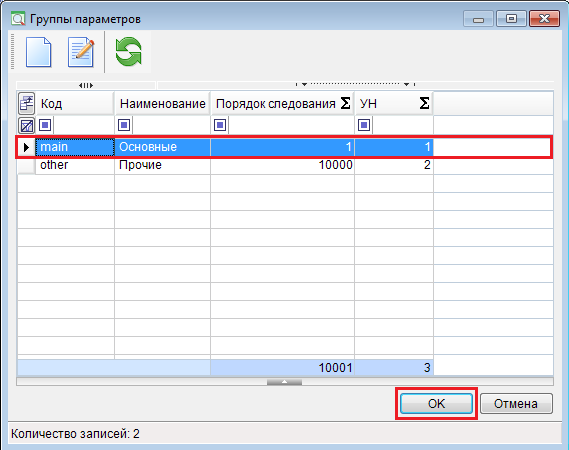 Группы параметров
Код Наименование Порядок следования Σ УН Σ
main Основные 1 1
other Прочие 10000 2
10001 3
OK Отмена
Количество записей: 2